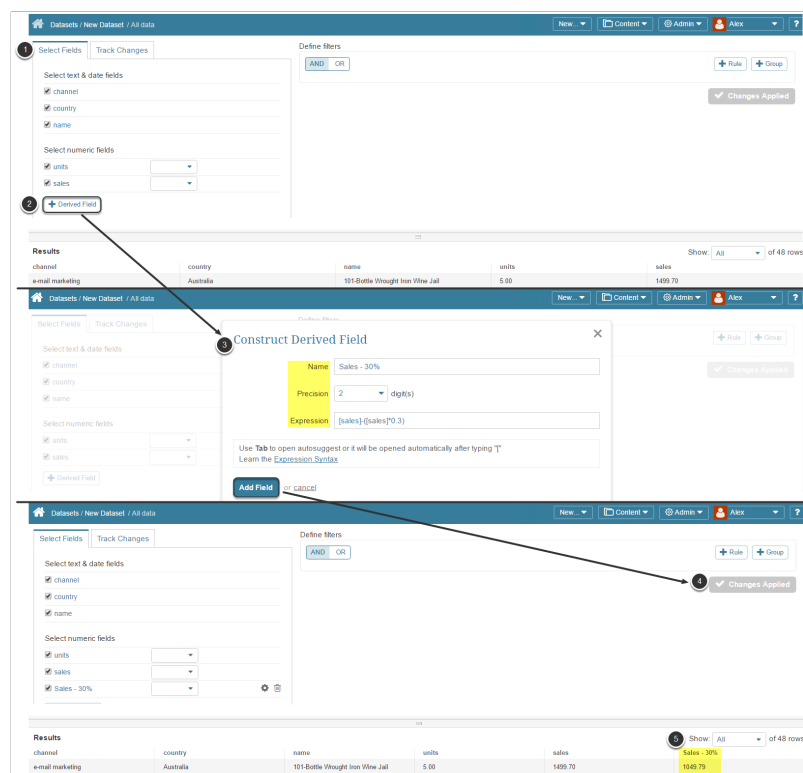 Datasets / New Dataset / All data New... Content Admin Alex ?
1 Select Fields Track Changes
Define filters
AND OR + Rule + Group
Select text & date fields
channel
Changes Applied
country
name
Select numeric fields
units
sales
2 + Derived Field
Results Show: All of 48 rows
channel country name units sales
e-mail marketing Australia 101-Bottle Wrought Iron Wine Jail 5.00 1499.70
Datasets / New Dataset / All data New... Content Admin Alex ?
Select Fields Track Changes
Define filters
+ Rule + Group
Select text & date fields
channel
Changes Applied
country
name
Select numeric fields
units
sales
+ Derived Field
3 Construct Derived Field ×
Name Sales - 30%
Precision 2 digit(s)
Expression [sales]-([sales]*0.3)
Use Tab to open autosuggest or it will be opened automatically after typing "["
Learn the Expression Syntax
Add Field or cancel
Datasets / New Dataset / All data New... Content Admin Alex ?
Select Fields Track Changes
Define filters
AND OR + Rule + Group
Select text & date fields
channel
4 Changes Applied
country
name
Select numeric fields
units
sales
Sales - 30%
Results 5 Show: All of 48 rows
channel country name units sales Sales - 30%
e-mail marketing Australia 101-Bottle Wrought Iron Wine Jail 5.00 1499.70 1049.79